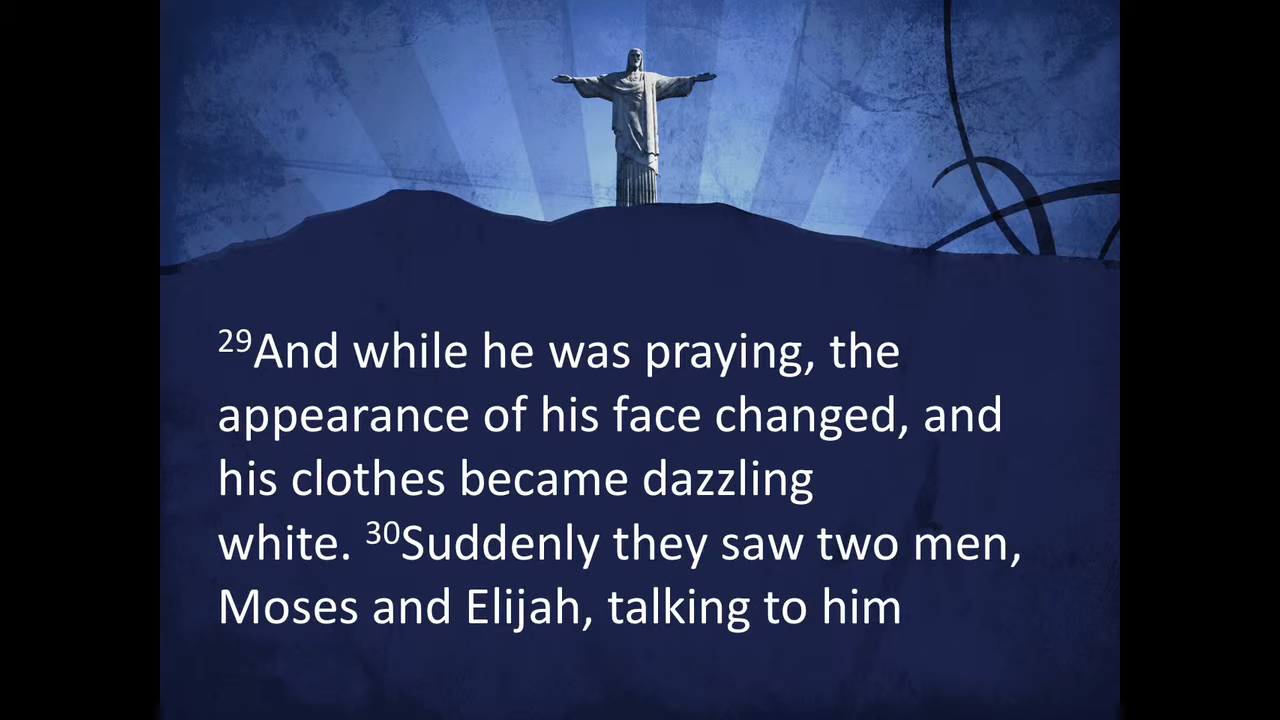 29And while he was praying, the
appearance of his face changed, and
his clothes became dazzling
white. 30Suddenly they saw two men,
Moses and Elijah, talking to him